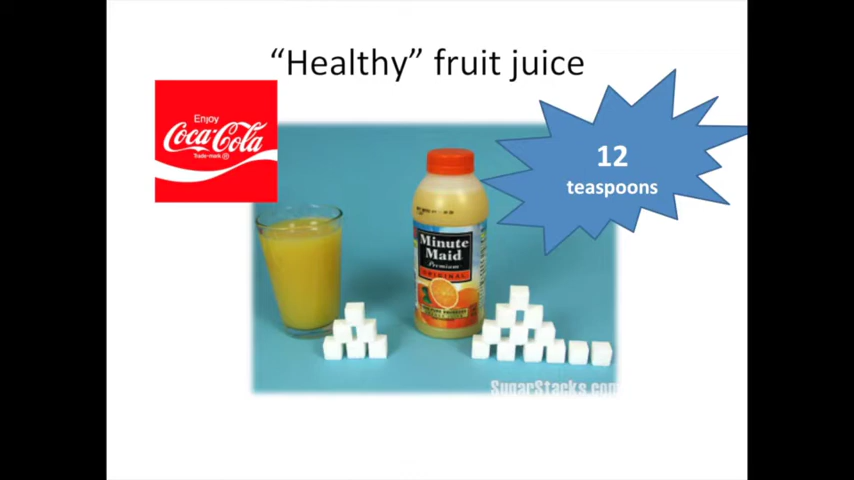 “Healthy” fruit juice
Enjoy
Coca-Cola
Trade-mark ®
12
teaspoons
Minute
Maid
Premium
ORIGINAL
SugarStacks.com